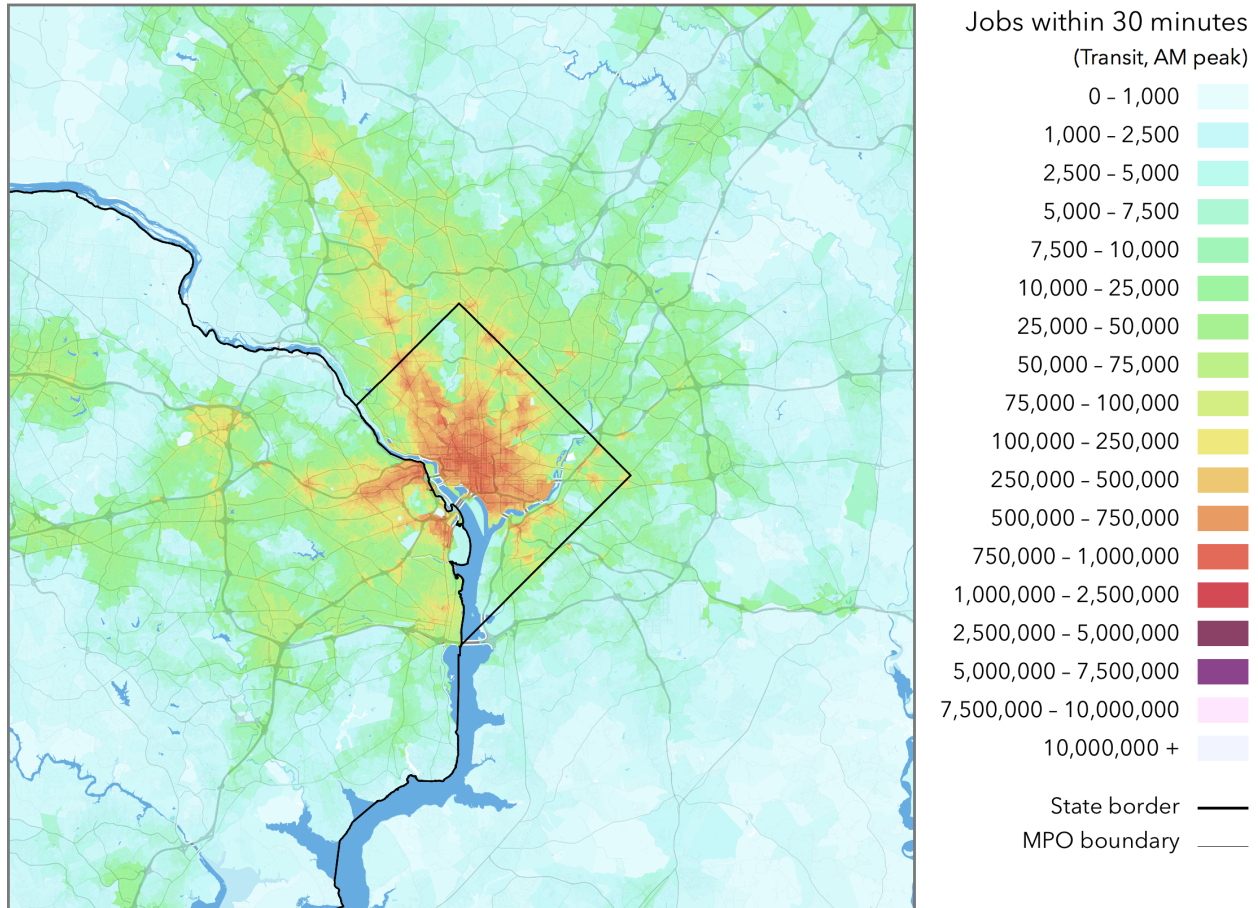 Jobs within 30 minutes
(Transit, AM peak)
0 – 1,000
1,000 – 2,500
2,500 – 5,000
5,000 – 7,500
7,500 – 10,000
10,000 – 25,000
25,000 – 50,000
50,000 – 75,000
75,000 – 100,000
100,000 – 250,000
250,000 – 500,000
500,000 – 750,000
750,000 – 1,000,000
1,000,000 – 2,500,000
2,500,000 – 5,000,000
5,000,000 – 7,500,000
7,500,000 – 10,000,000
10,000,000 +
State border
MPO boundary